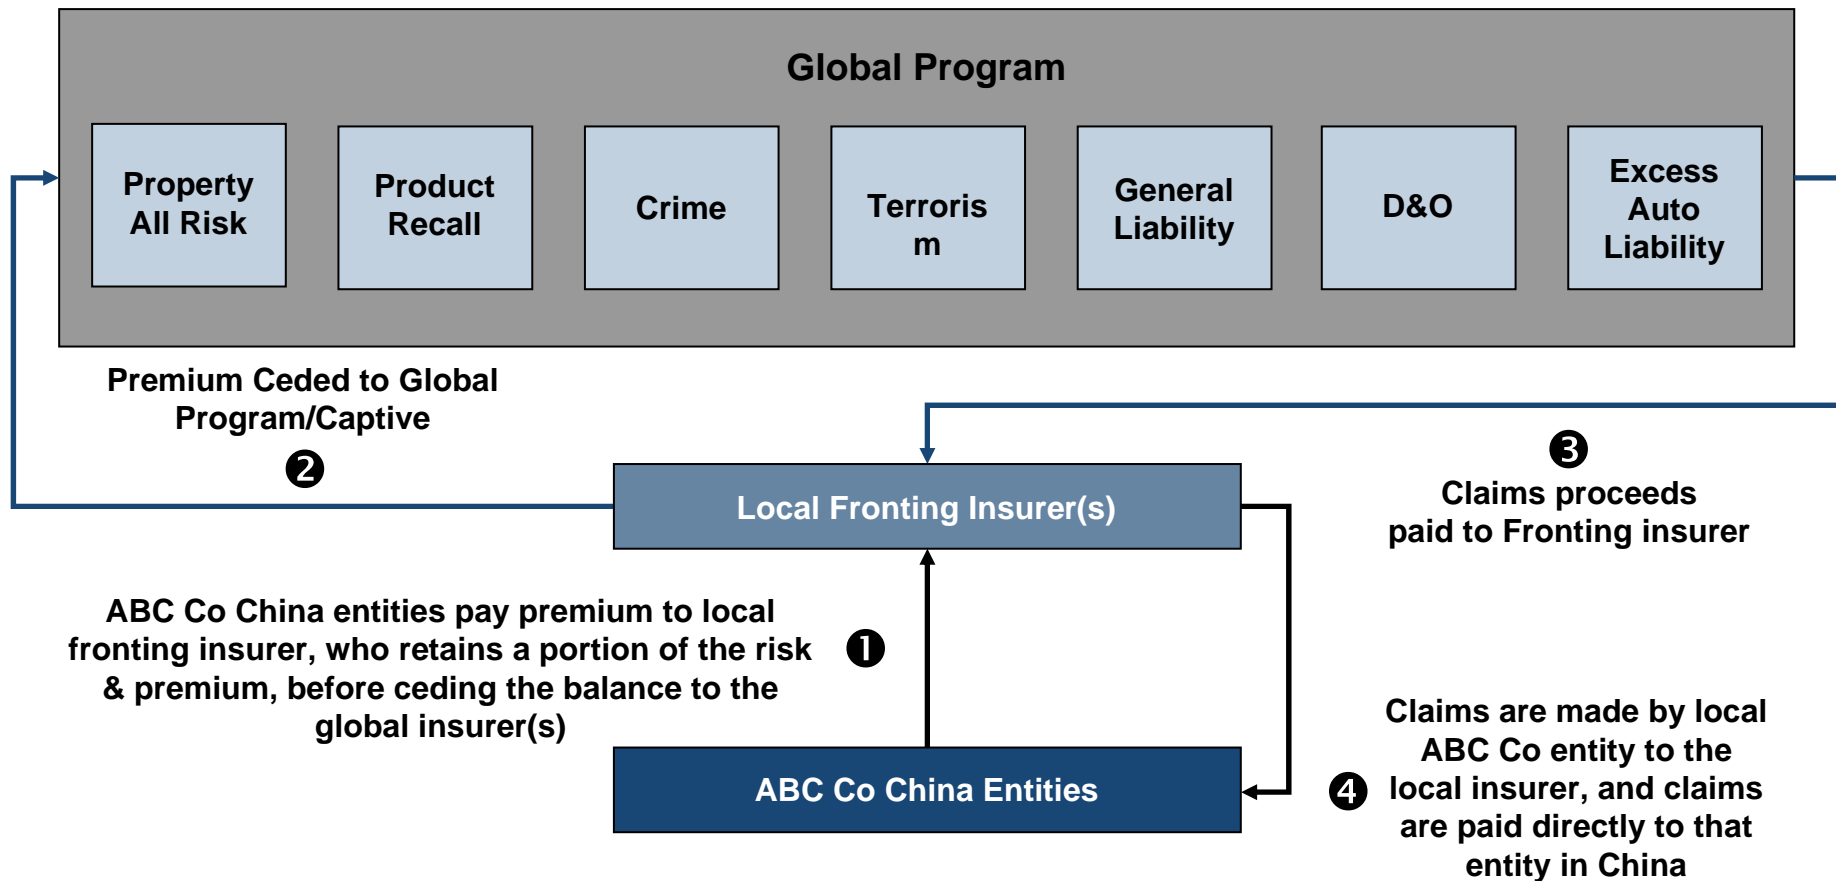 Global Program
Property
All Risk
Product
Recall
Crime
Terroris
m
General
Liability
D&O
Excess
Auto
Liability
Premium Ceded to Global
Program/Captive
❷
❸
Claims proceeds
paid to Fronting insurer
Local Fronting Insurer(s)
ABC Co China entities pay premium to local
fronting insurer, who retains a portion of the risk
& premium, before ceding the balance to the
global insurer(s)
❶
ABC Co China Entities
❹
Claims are made by local
ABC Co entity to the
local insurer, and claims
are paid directly to that
entity in China